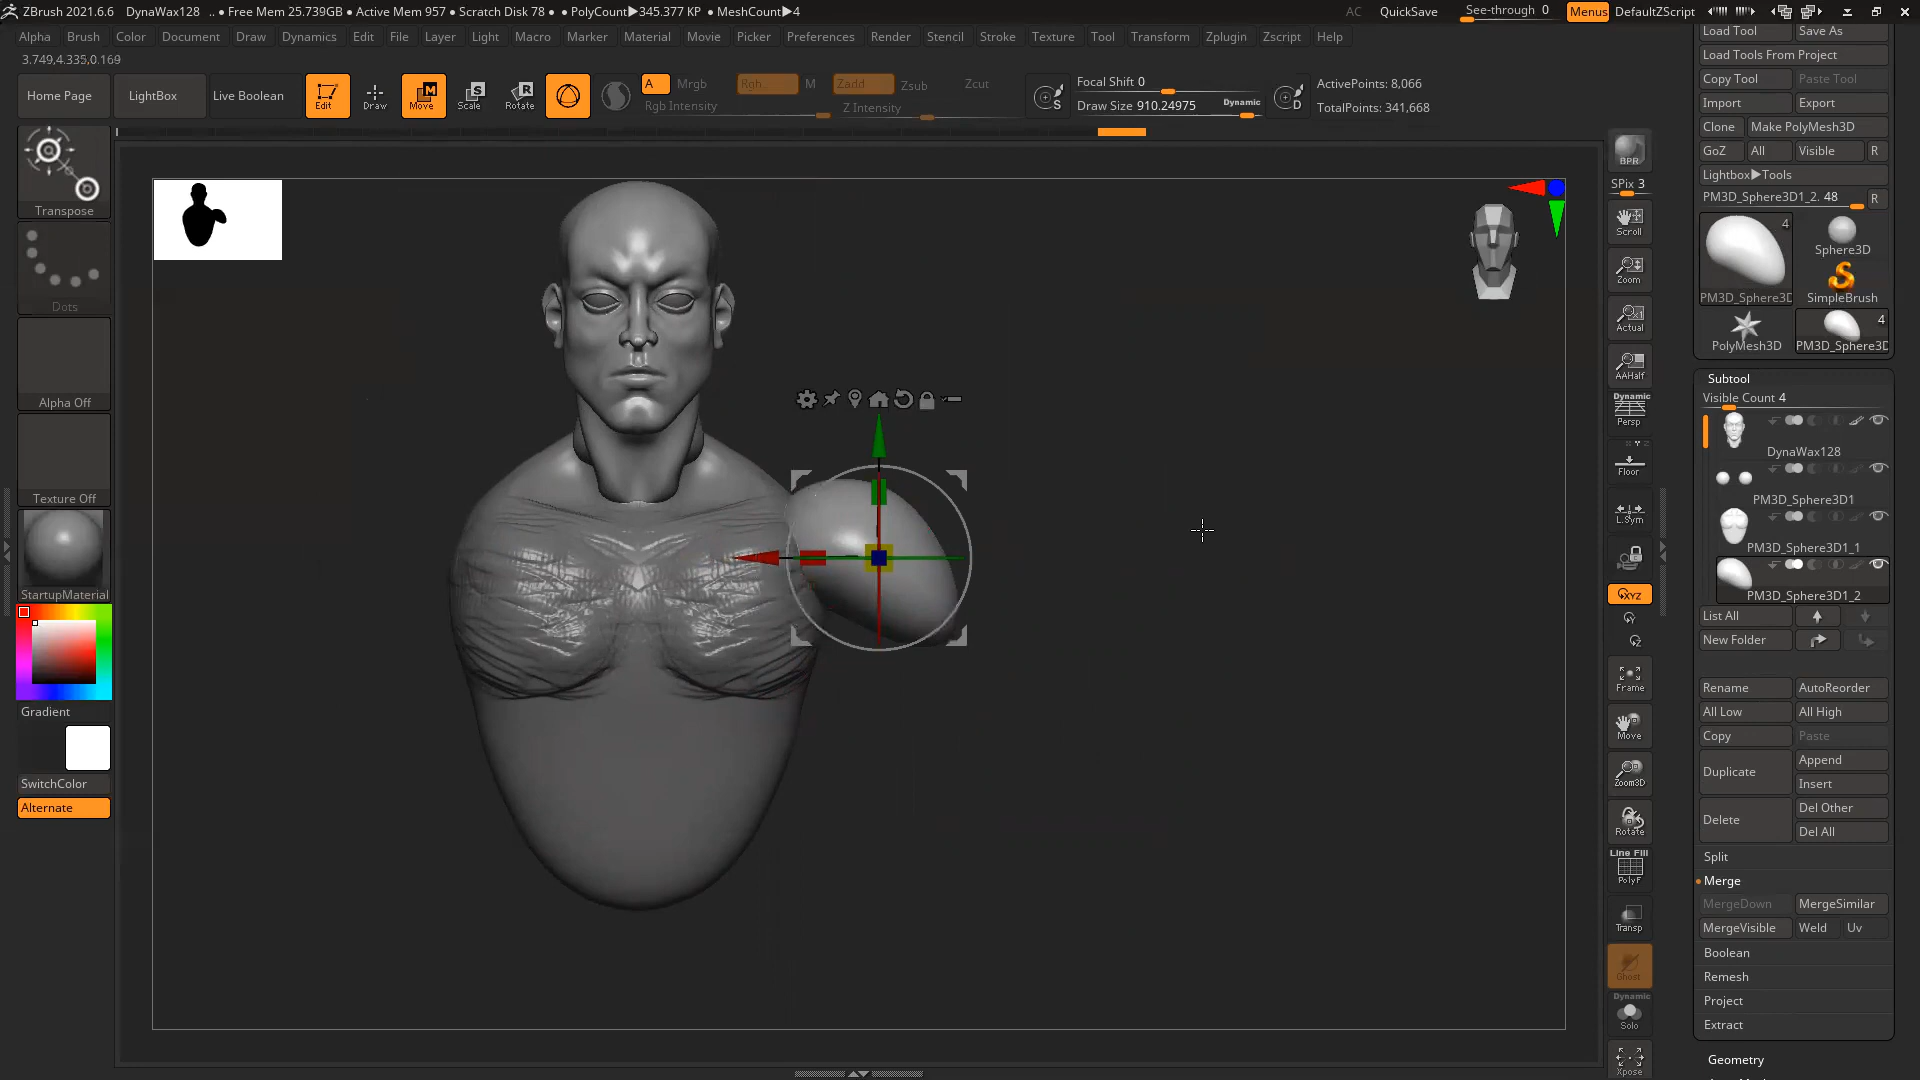 ZBrush 2021.6.6 DynaWax128 .. • Free Mem 25.739GB • Active Mem 957 • Scratch Disk 78 • • PolyCount▶345.377 KP • MeshCount▶4 AC QuickSave See-through 0 Menus DefaultZScript
Alpha Brush Color Document Draw Dynamics Edit File Layer Light Macro Marker Material Movie Picker Preferences Render Stencil Stroke Texture Tool Transform Zplugin Zscript Help
3.749,4.335,0.169
Home Page LightBox Live Boolean Edit Draw Move Scale Rotate
A Mrgb Rgb M Zadd Zsub Zcut
Rgb Intensity Z Intensity
S Focal Shift 0
Draw Size 910.24975 Dynamic D
ActivePoints: 8,066
TotalPoints: 341,668
Transpose
Dots
Alpha Off
Texture Off
StartupMaterial
Gradient
SwitchColor
Alternate
BPR
SPix 3
Scroll
Zoom
Actual
AAHalf
Dynamic
Persp
Floor
L.Sym
XYZ
Frame
Move
Zoom3D
Rotate
Line Fill
PolyF
Transp
Ghost
Dynamic
Solo
Xpose
Load Tool Save As
Load Tools From Project
Copy Tool Paste Tool
Import Export
Clone Make PolyMesh3D
GoZ All Visible R
Lightbox▶Tools
PM3D_Sphere3D1_2. 48 R
4
Sphere3D
PM3D_Sphere3D SimpleBrush
4
PolyMesh3D PM3D_Sphere3D
Subtool
Visible Count 4
DynaWax128
PM3D_Sphere3D1
PM3D_Sphere3D1_1
PM3D_Sphere3D1_2
List All
New Folder
Rename AutoReorder
All Low All High
Copy Paste
Duplicate Append
Insert
Delete Del Other
Del All
Split
Merge
MergeDown MergeSimilar
MergeVisible Weld Uv
Boolean
Remesh
Project
Extract
Geometry